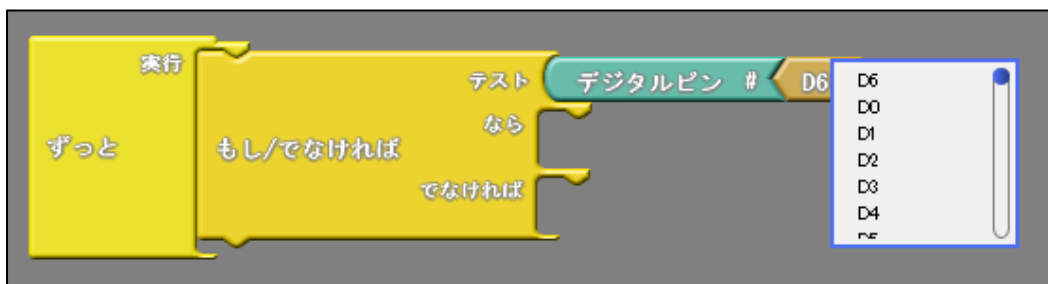 実行
ずっと
もし/でなければ
テスト
なら
でなければ
デジタルピン #
D6
D6
D0
D1
D2
D3
D4
D5